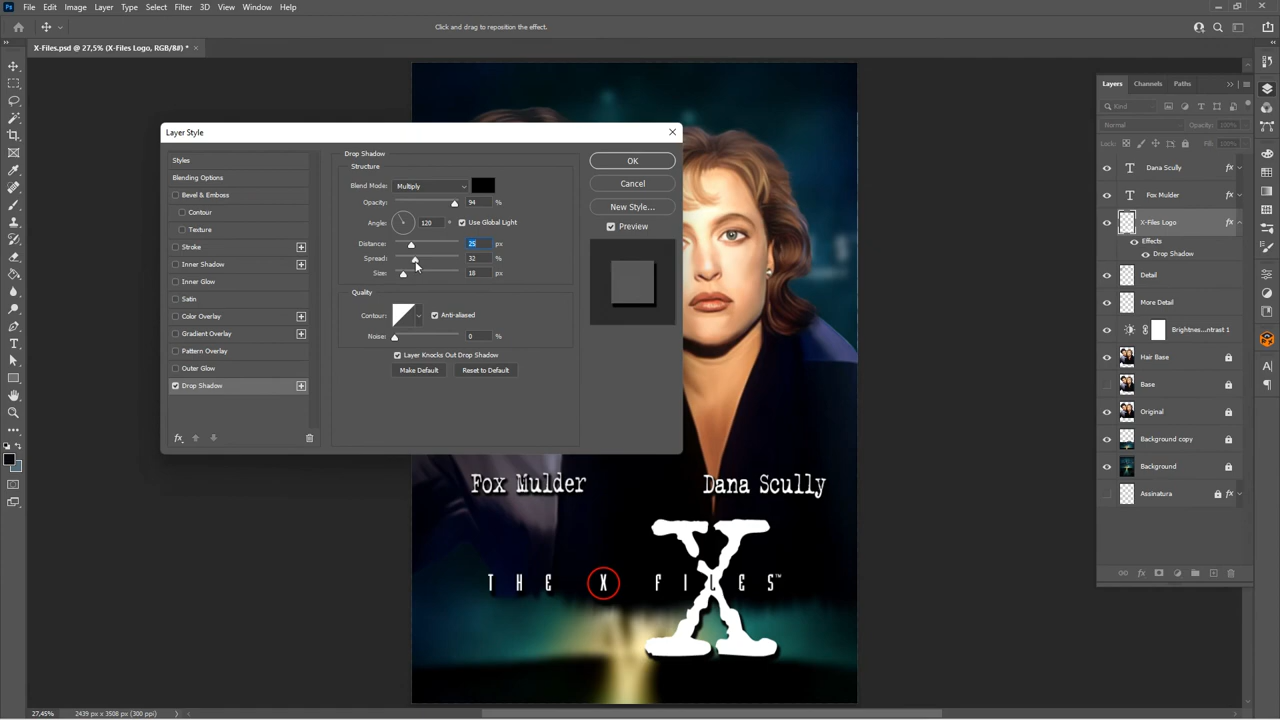 Ps File Edit Image Layer Type Select Filter 3D View Window Help
Click and drag to reposition the effect.
X-Files.psd @ 27,5% (X-Files Logo, RGB/8#) *
Layer Style
Styles
Blending Options
Bevel & Emboss
Contour
Texture
Stroke
Inner Shadow
Inner Glow
Satin
Color Overlay
Gradient Overlay
Pattern Overlay
Outer Glow
Drop Shadow
fx
Drop Shadow
Structure
Blend Mode: Multiply
Opacity: 94 %
Angle: 120 ° Use Global Light
Distance: 25 px
Spread: 32 %
Size: 18 px
Quality
Contour: Anti-aliased
Noise: 0 %
Layer Knocks Out Drop Shadow
Make Default Reset to Default
OK
Cancel
New Style...
Preview
Fox Mulder Dana Scully
X
THE X FILES™
Layers Channels Paths
Kind
Normal Opacity: 100%
Lock: Fill: 100%
Dana Scully fx
Fox Mulder fx
X-Files Logo fx
Effects
Drop Shadow
Detail
More Detail
Brightnes...ntrast 1
Hair Base
Base
Original
Background copy
Background
Assinatura fx
27,45% 2439 px x 3508 px (300 ppi)